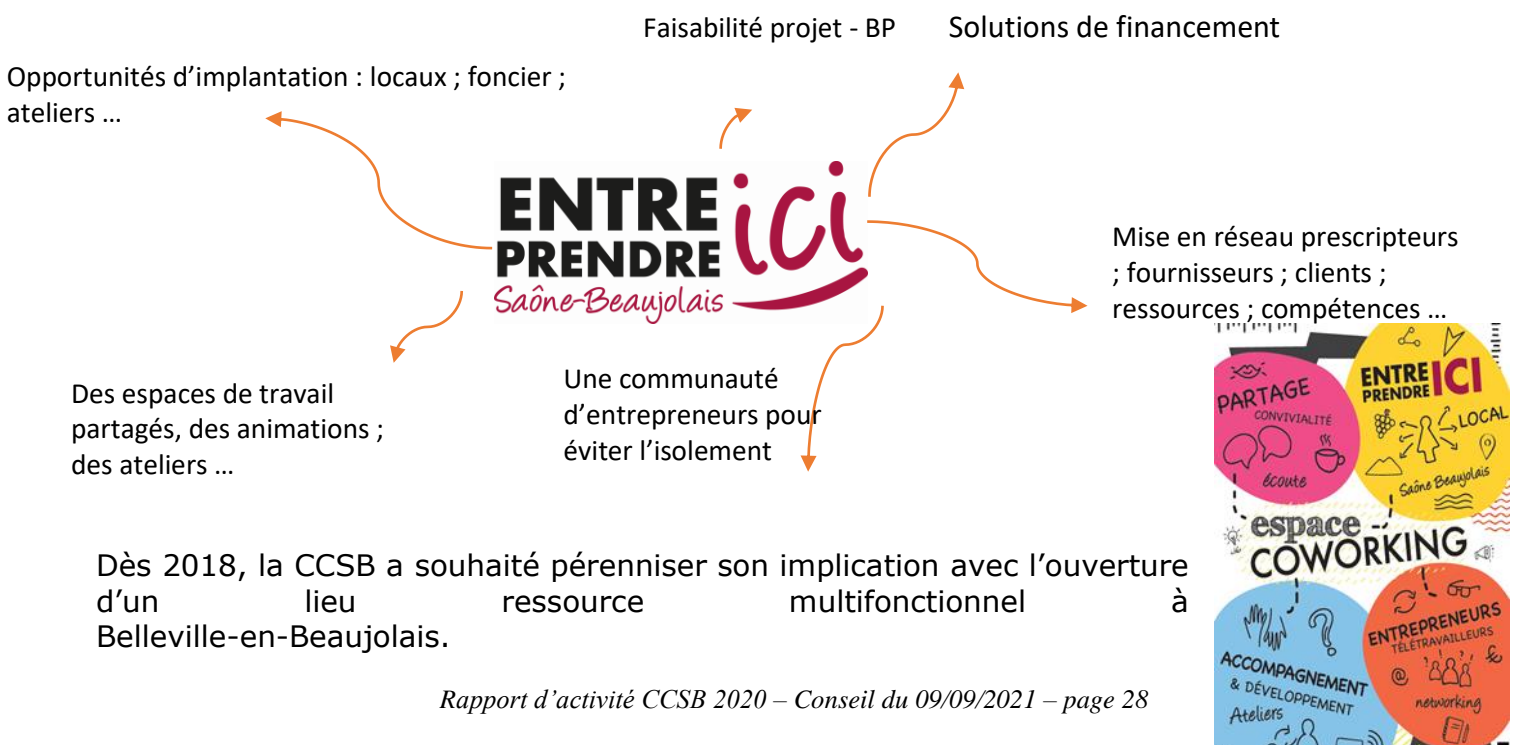 Faisabilité projet - BP
Solutions de financement
Opportunités d’implantation : locaux ; foncier ;
ateliers …
ENTRE
PRENDRE
ici
Saône-Beaujolais
Mise en réseau prescripteurs
; fournisseurs ; clients ;
ressources ; compétences …
Des espaces de travail
partagés, des animations ;
des ateliers …
Une communauté
d’entrepreneurs pour
éviter l’isolement
PARTAGE
CONVIVIALITÉ
écoute
ENTRE
PRENDRE
ICI
LOCAL
Saône Beaujolais
espace
COWORKING
ACCOMPAGNEMENT
& DÉVELOPPEMENT
Ateliers
ENTREPRENEURS
TÉLÉTRAVAILLEURS
@
networking
Dès 2018, la CCSB a souhaité pérenniser son implication avec l’ouverture
d’un lieu ressource multifonctionnel à
Belleville-en-Beaujolais.
Rapport d’activité CCSB 2020 – Conseil du 09/09/2021 – page 28